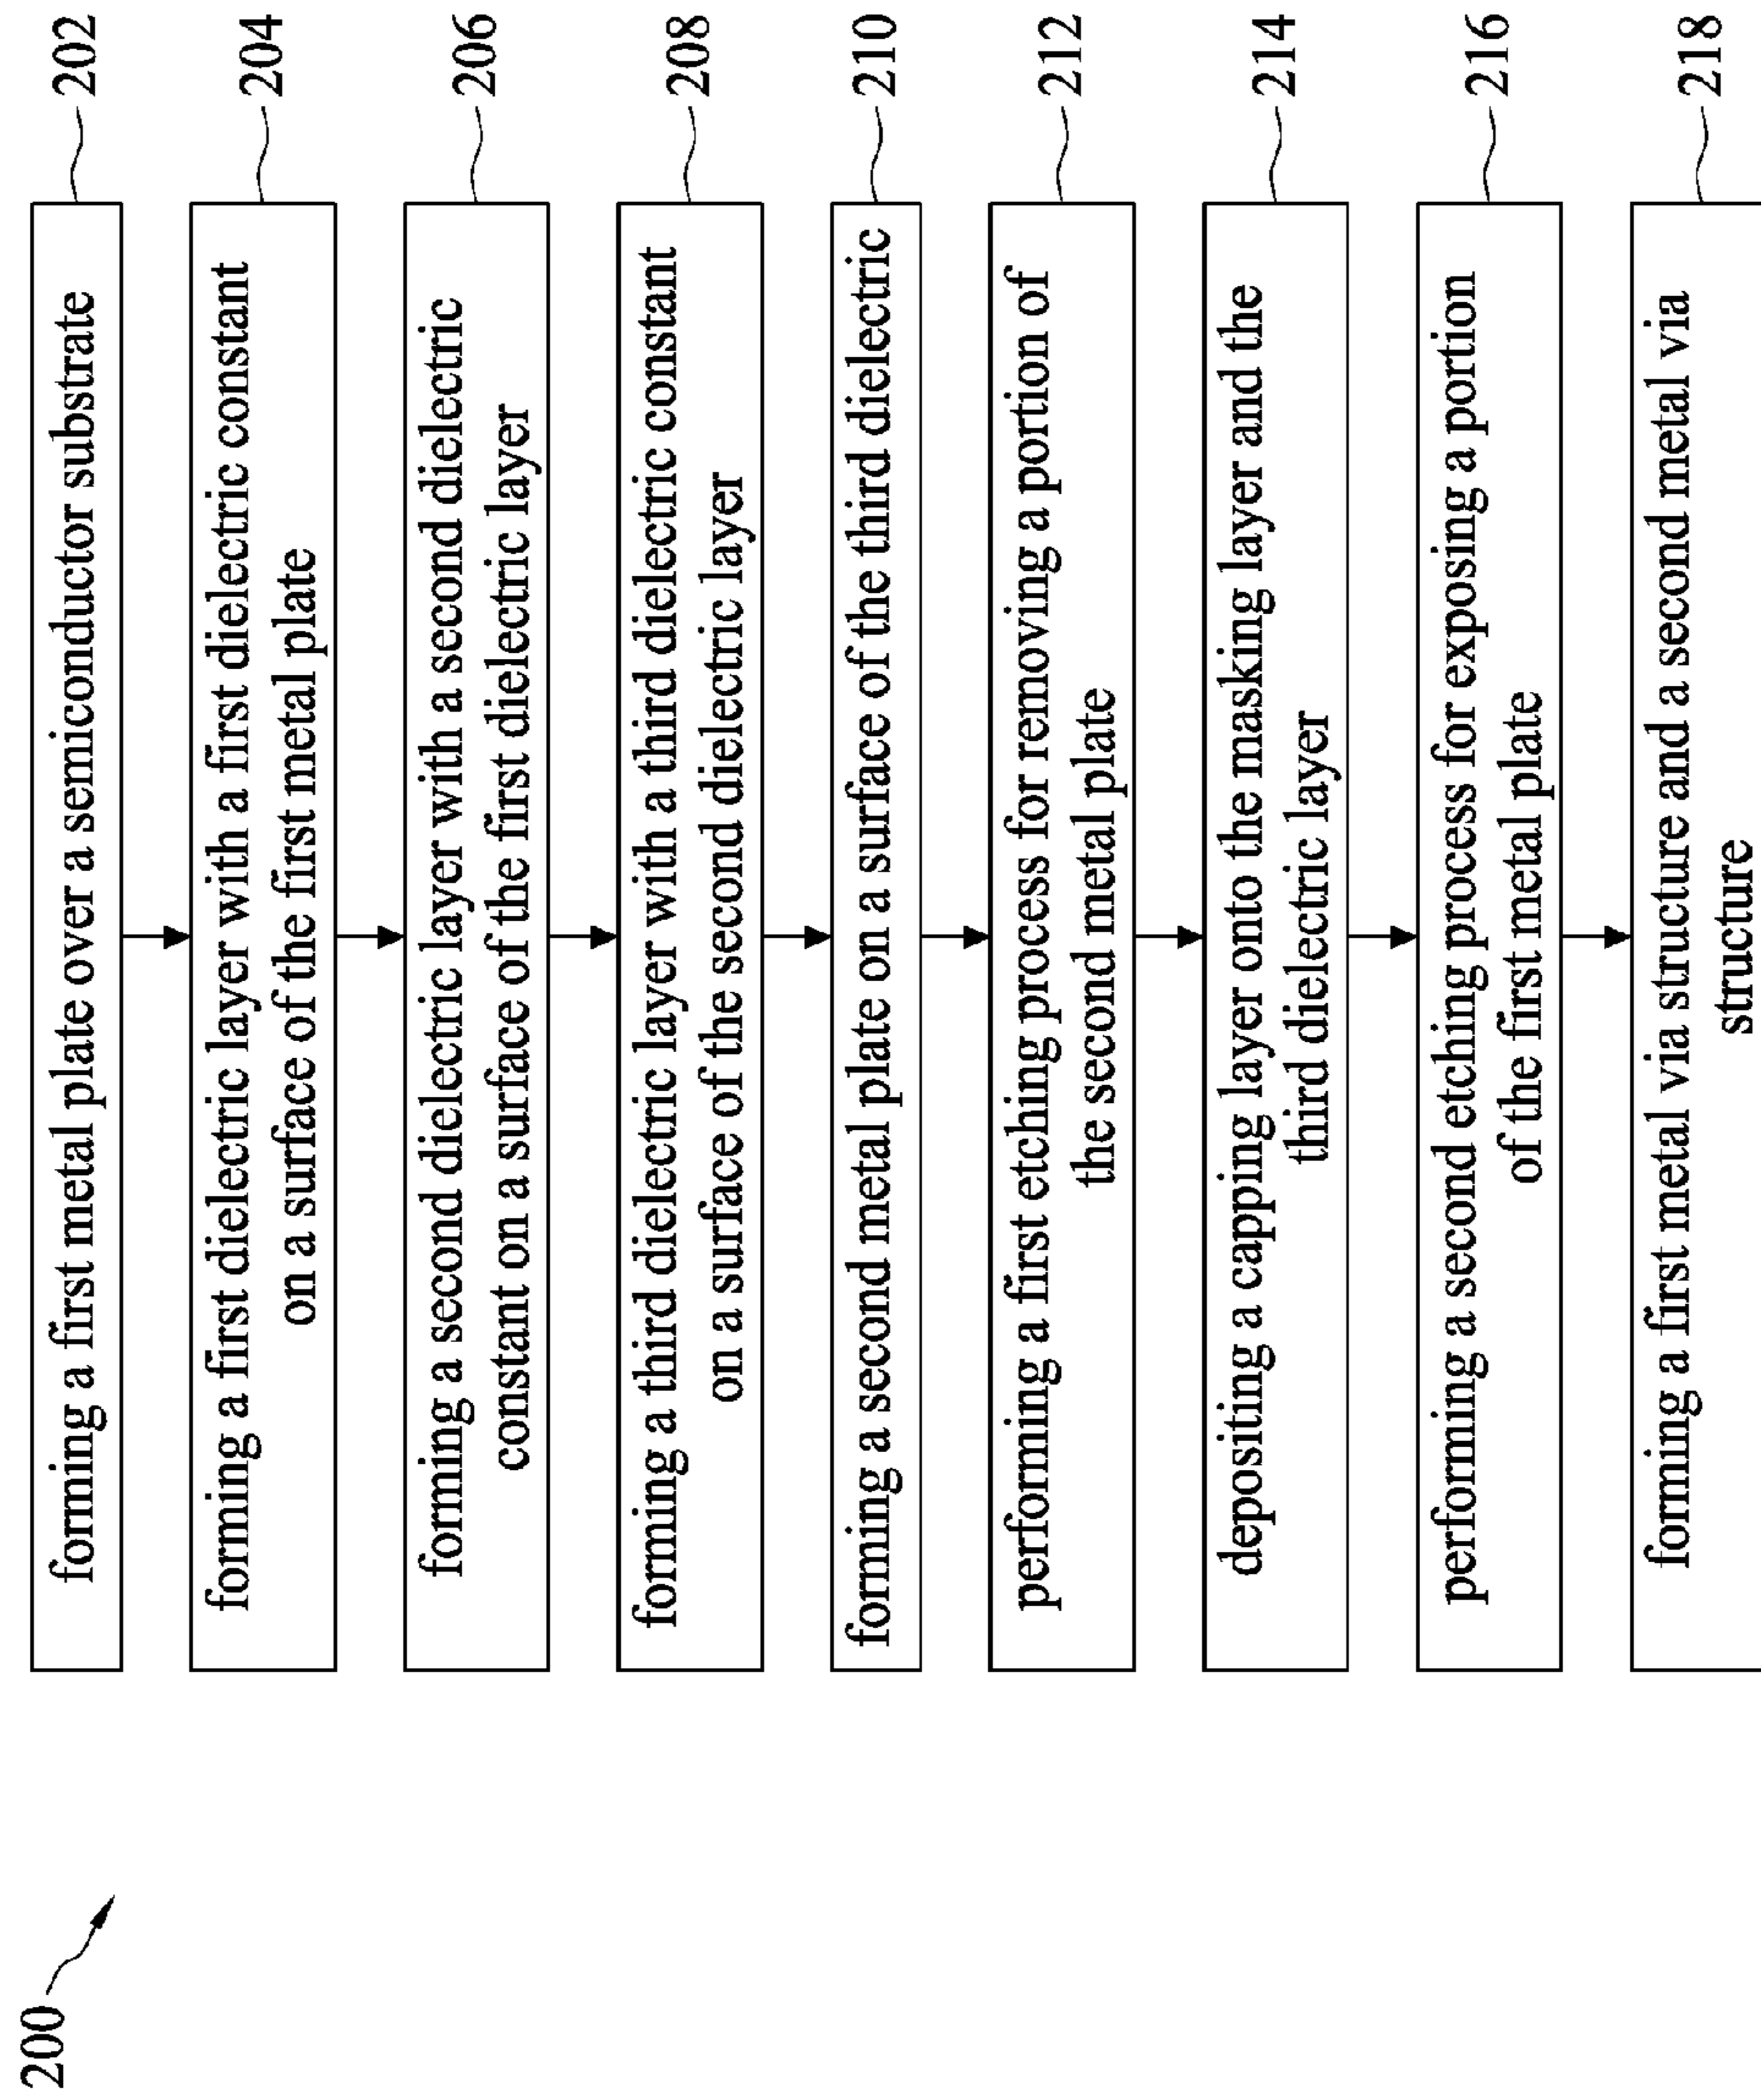 200
forming a first metal plate over a semiconductor substrate
202
forming a first dielectric layer with a first dielectric constant
on a surface of the first metal plate
204
forming a second dielectric layer with a second dielectric
constant on a surface of the first dielectric layer
206
forming a third dielectric layer with a third dielectric constant
on a surface of the second dielectric layer
208
forming a second metal plate on a surface of the third dielectric
210
performing a first etching process for removing a portion of
the second metal plate
212
depositing a capping layer onto the masking layer and the
third dielectric layer
214
performing a second etching process for exposing a portion
of the first metal plate
216
forming a first metal via structure and a second metal via
structure
218